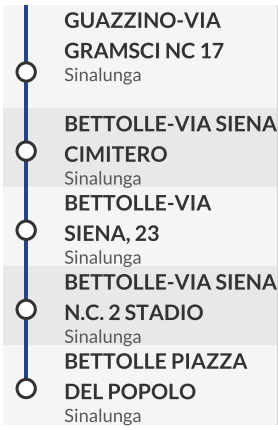 GUAZZINO-VIA
GRAMSCI NC 17
Sinalunga
BETTOLLE-VIA SIENA
CIMITERO
Sinalunga
BETTOLLE-VIA
SIENA, 23
Sinalunga
BETTOLLE-VIA SIENA
N.C. 2 STADIO
Sinalunga
BETTOLLE PIAZZA
DEL POPOLO
Sinalunga